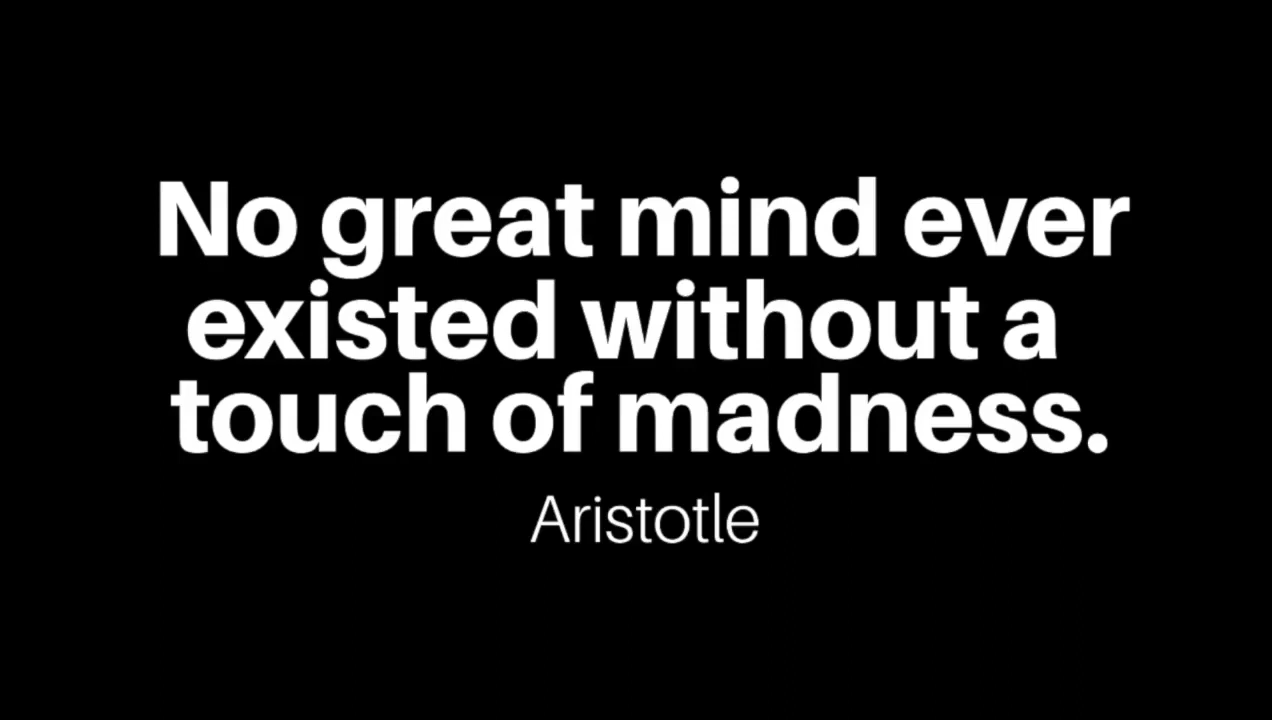 No great mind ever
existed without a
touch of madness.
Aristotle